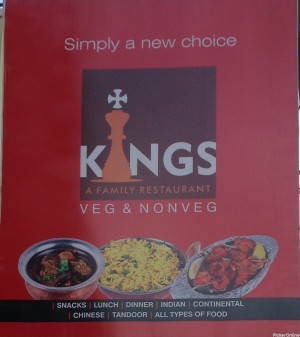 Simply a new choice
KINGS
A FAMILY RESTAURANT
VEG & NONVEG
| SNACKS | LUNCH | DINNER | INDIAN | CONTINENTAL
| CHINESE | TANDOOR | ALL TYPES OF FOOD